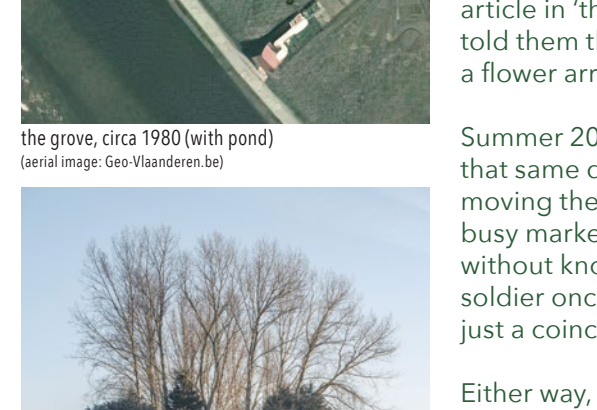 the grove, circa 1980 (with pond)
(aerial image: Geo-Vlaanderen.be)
article in ‘th
told them t
a flower arr
Summer 20
that same
moving the
busy marke
without kno
soldier onc
just a coinc
Either way,